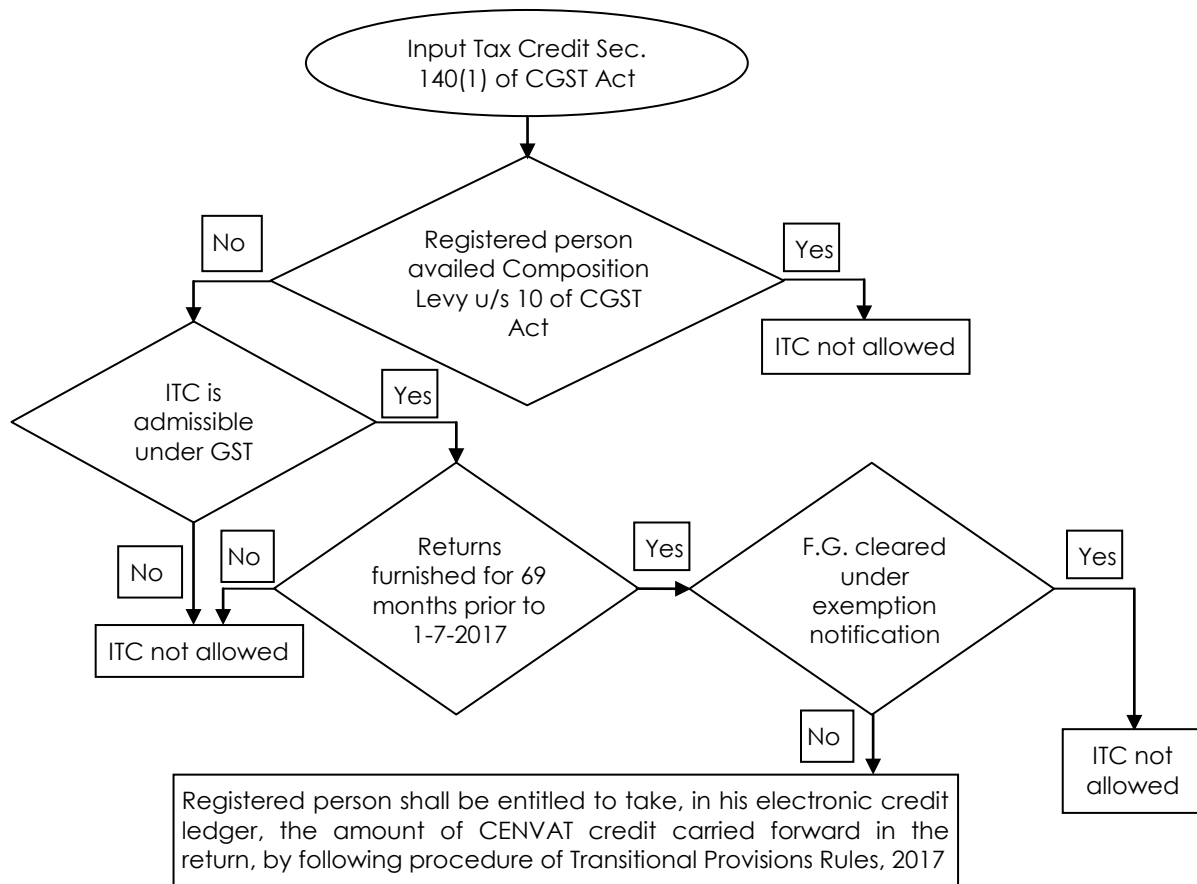 Input Tax Credit Sec.
140(1) of CGST Act
No
Registered person
availed Composition
Levy u/s 10 of CGST
Act
Yes
ITC not allowed
ITC is
admissible
under GST
Yes
No
No
Returns
furnished for 69
months prior to
1-7-2017
Yes
F.G. cleared
under
exemption
notification
Yes
ITC not allowed
No
ITC not
allowed
Registered person shall be entitled to take, in his electronic credit
ledger, the amount of CENVAT credit carried forward in the
return, by following procedure of Transitional Provisions Rules, 2017